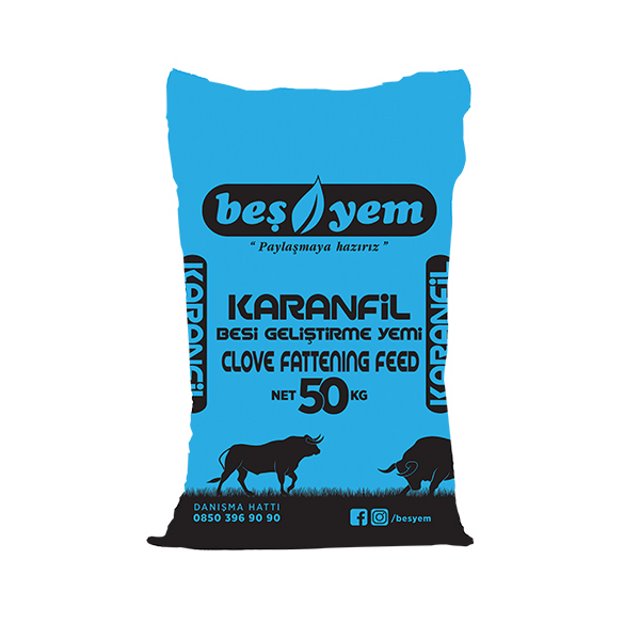 beş yem
“ Paylaşmaya hazırız ”
KARANFİL
KARANFİL
BESİ GELİŞTİRME YEMİ
CLOVE FATTENING FEED
NET 50 KG
KARANFİL
DANIŞMA HATTI
0850 396 90 90
/besyem